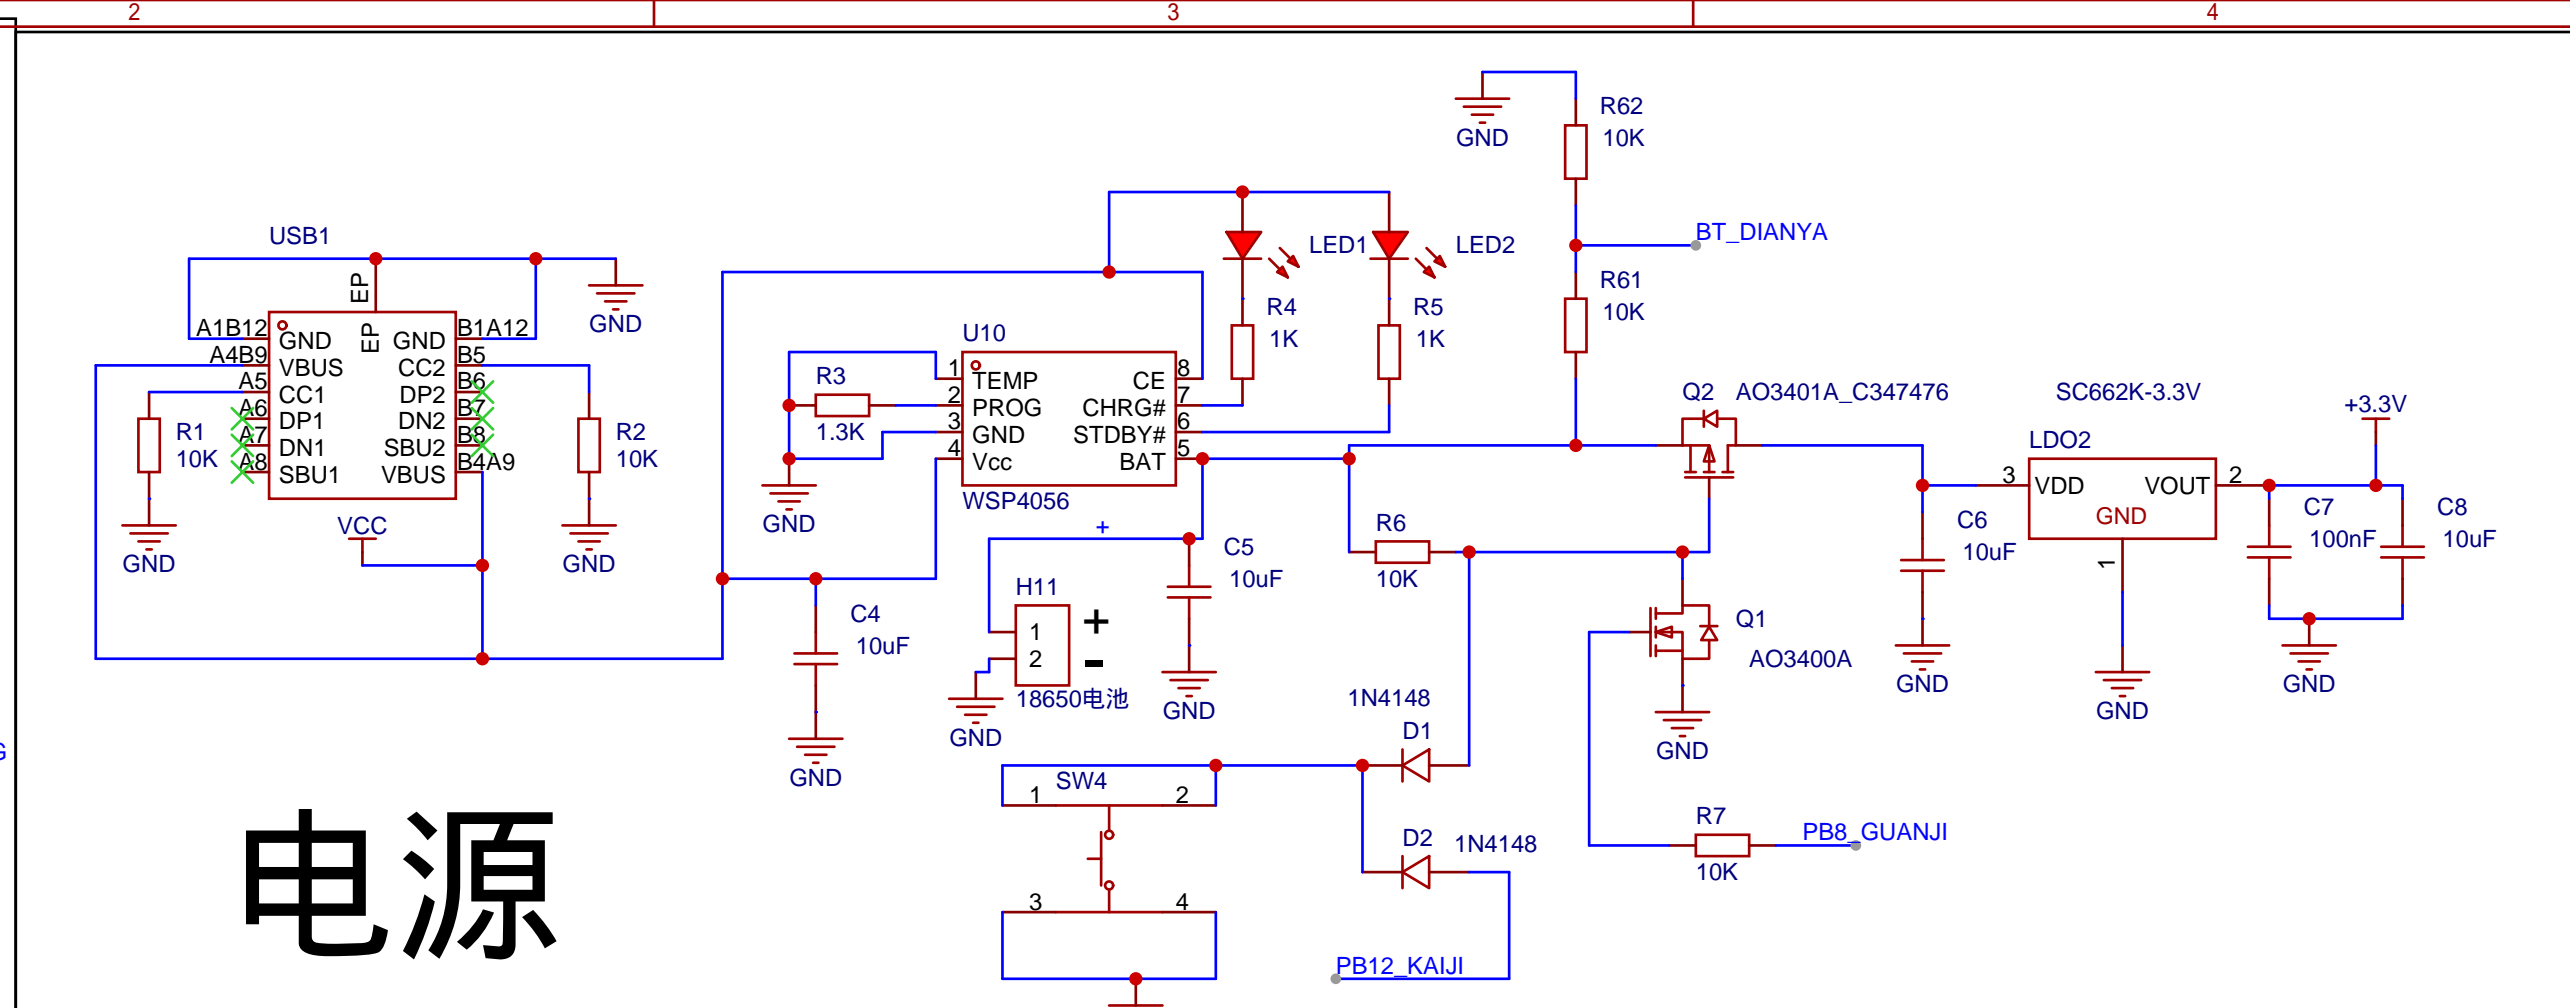 2
3
4
R62
10K
GND
BT_DIANYA
USB1
LED1
LED2
R61
10K
EP
EP
GND
A1B12
GND
GND
B1A12
A4B9
VBUS
CC2
B5
A5
CC1
DP2
B6
A6
DP1
DN2
B7
A7
DN1
SBU2
B8
A8
SBU1
VBUS
B4A9
R1
10K
GND
R2
10K
GND
VCC
R4
1K
R5
1K
U10
1
TEMP
CE
8
2
PROG
CHRG#
7
3
GND
STDBY#
6
4
Vcc
BAT
5
WSP4056
R3
1.3K
GND
Q2
AO3401A_C347476
SC662K-3.3V
+3.3V
LDO2
3
VDD
VOUT
2
GND
1
GND
C6
10uF
GND
C7
100nF
C8
10uF
GND
R6
10K
+
C5
10uF
GND
H11
1
+
2
-
18650电池
GND
C4
10uF
GND
Q1
AO3400A
GND
1N4148
D1
SW4
1
2
3
4
D2
1N4148
R7
10K
PB8_GUANJI
PB12_KAIJI
电源